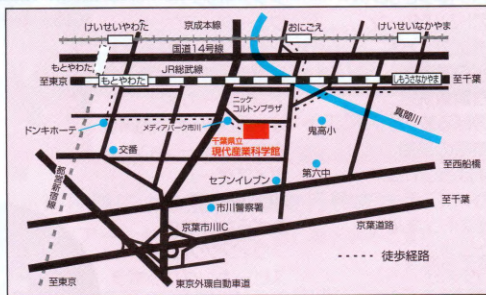 けいせいやわた
京成本線
おにごえ
けいせいなかやま
国道14号線
もとやわた
JR総武線
至東京
もとやわた
しもうさなかやま
至千葉
ニッケ
コルトンプラザ
真間川
ドンキホーテ
メディアパーク市川
千葉県立
現代産業科学館
鬼高小
交番
都営新宿線
セブンイレブン
第六中
至西船橋
市川警察署
至千葉
京葉市川IC
京葉道路
徒歩経路
至東京
東京外環自動車道